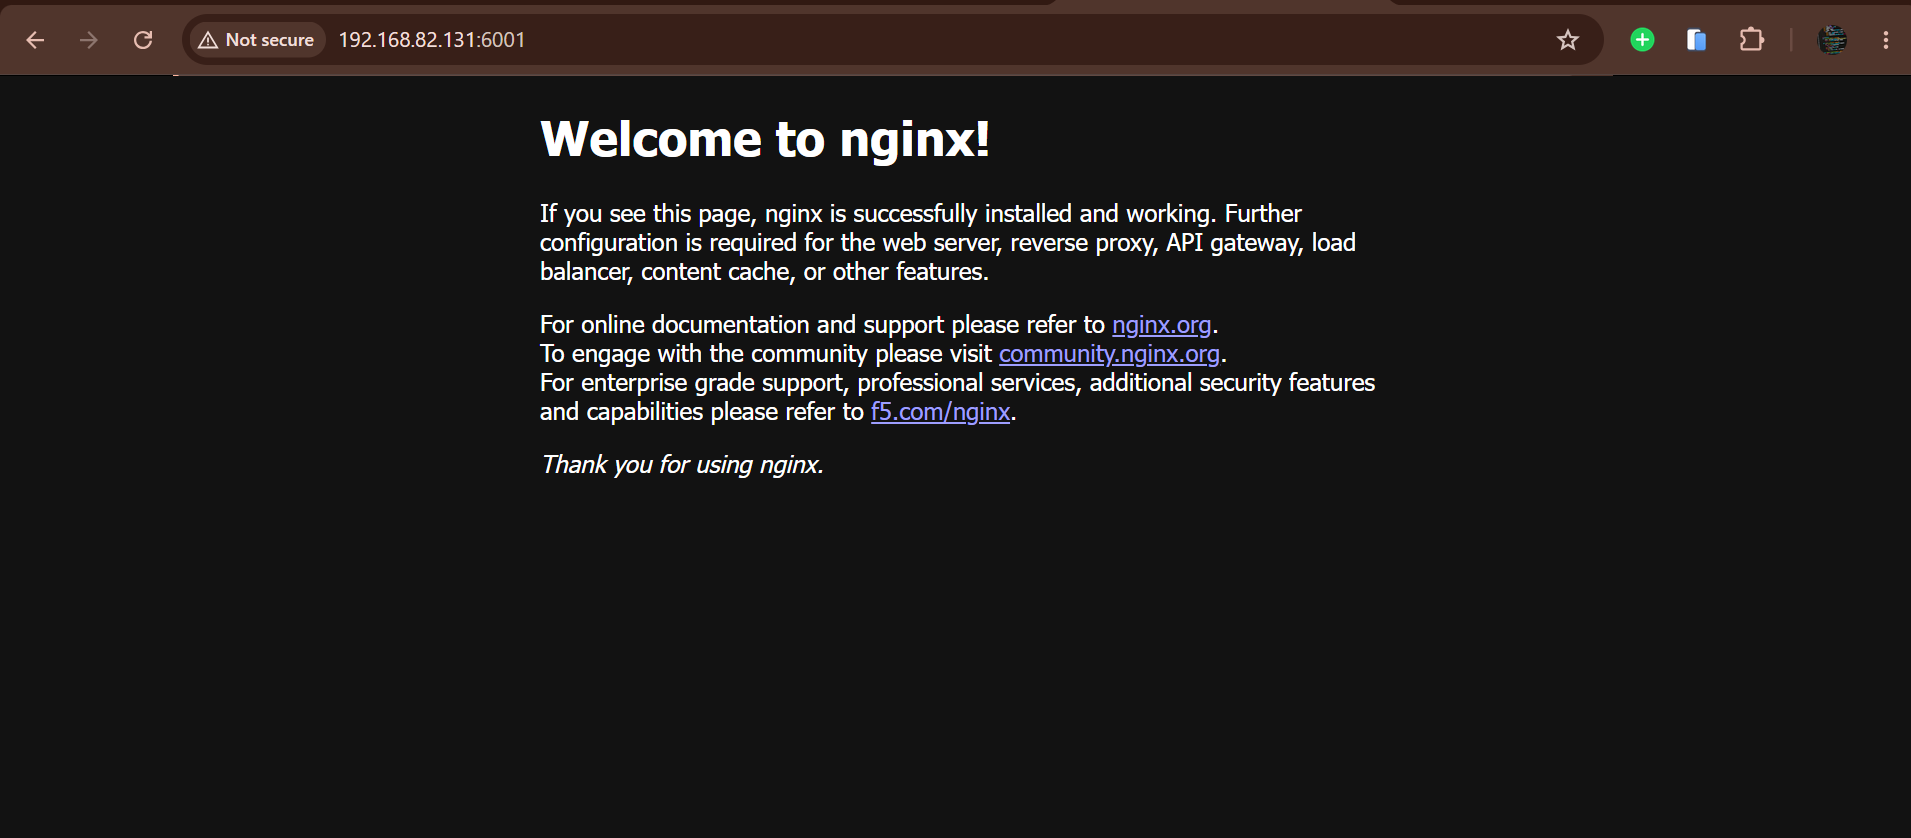 Not secure
192.168.82.131:6001
Welcome to nginx!
If you see this page, nginx is successfully installed and working. Further
configuration is required for the web server, reverse proxy, API gateway, load
balancer, content cache, or other features.
For online documentation and support please refer to nginx.org.
To engage with the community please visit community.nginx.org.
For enterprise grade support, professional services, additional security features
and capabilities please refer to f5.com/nginx.
Thank you for using nginx.